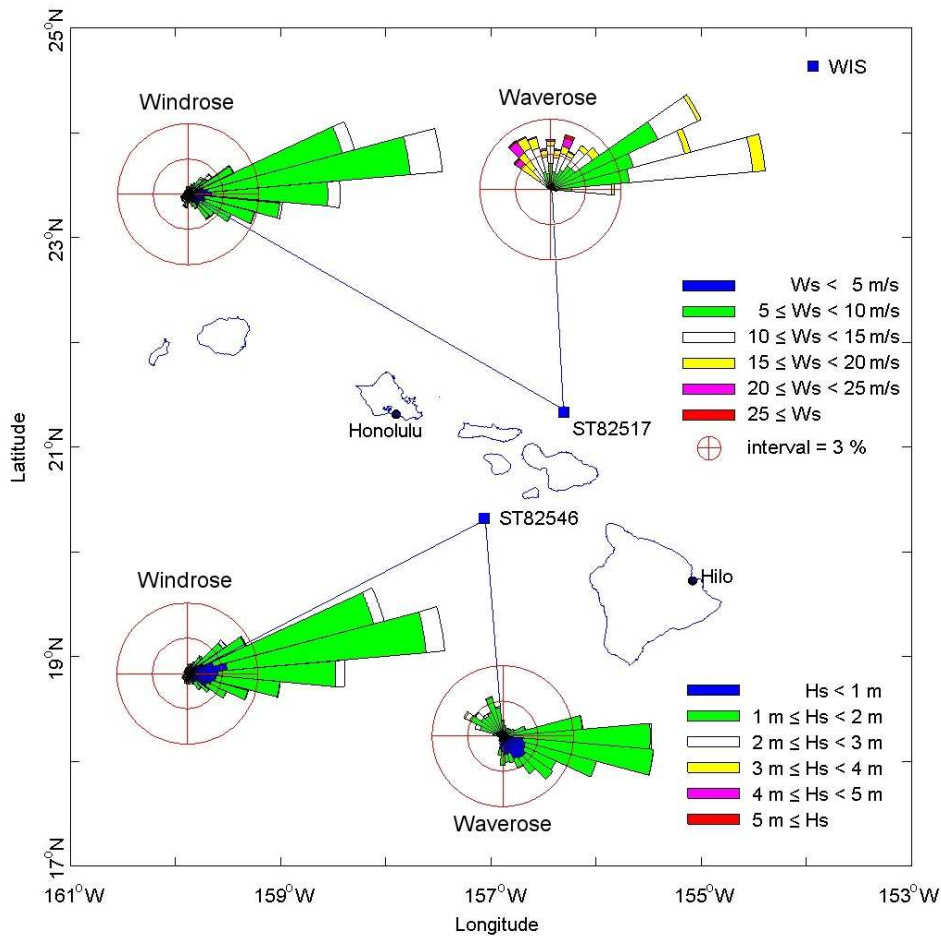 25°N
WIS
Windrose
Waverose
23°N
Ws < 5 m/s
5 ≤ Ws < 10 m/s
10 ≤ Ws < 15 m/s
15 ≤ Ws < 20 m/s
20 ≤ Ws < 25 m/s
25 ≤ Ws
interval = 3 %
Honolulu
ST82517
21°N
Latitude
ST82546
Windrose
Hilo
19°N
Hs < 1 m
1 m ≤ Hs < 2 m
2 m ≤ Hs < 3 m
3 m ≤ Hs < 4 m
4 m ≤ Hs < 5 m
5 m ≤ Hs
Waverose
17°N
161°W 159°W 157°W 155°W 153°W
Longitude